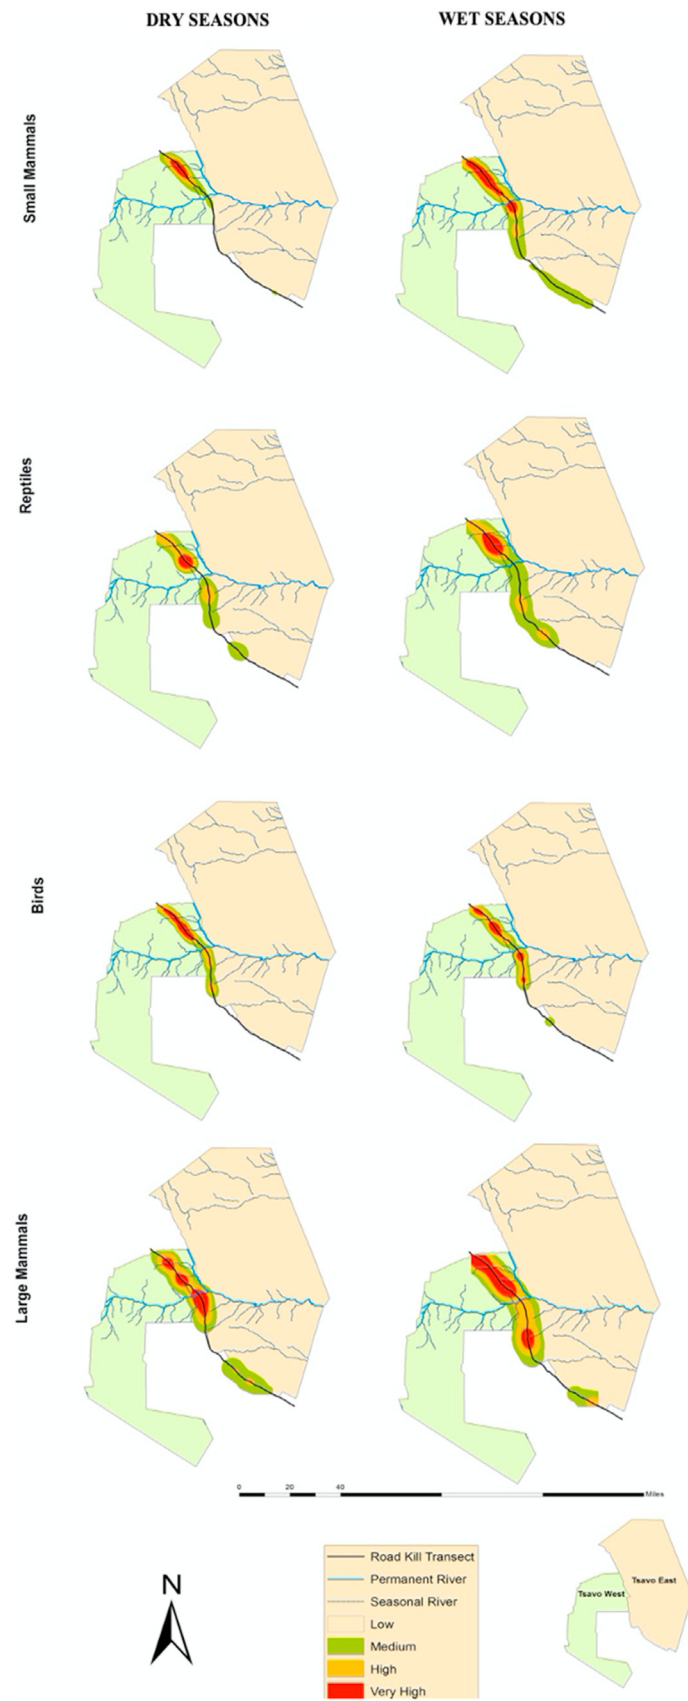 DRY SEASONS
WET SEASONS
Small Mammals
Reptiles
Birds
Large Mammals
0 20 40
Miles
N
Road Kill Transect
Permanent River
Seasonal River
Low
Medium
High
Very High
Tsavo East
Tsavo West